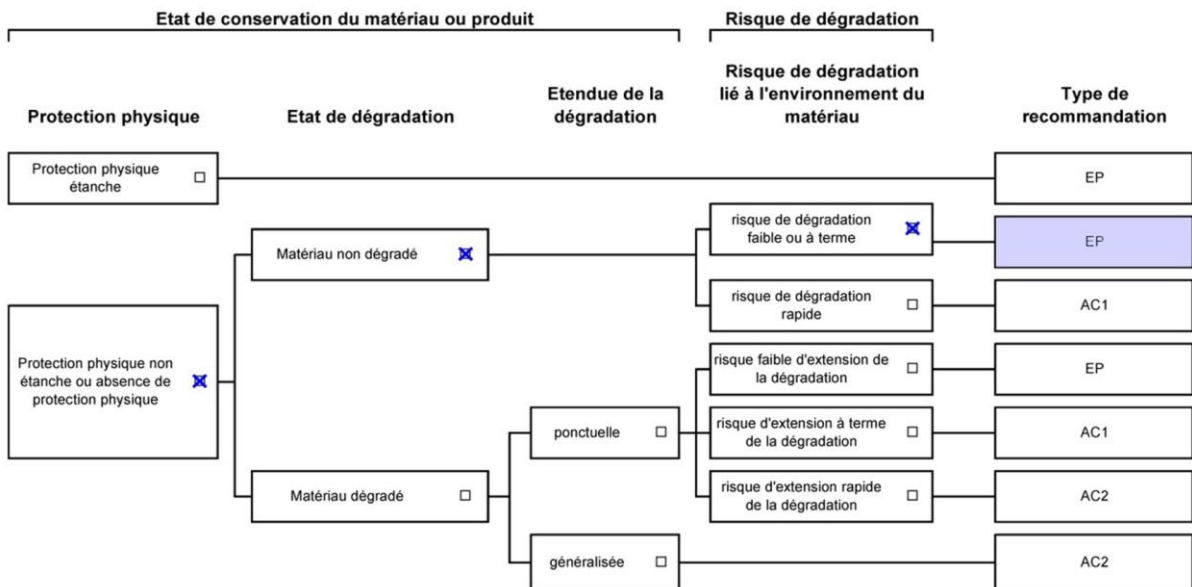 Etat de conservation du matériau ou produit
Risque de dégradation
Protection physique
Etat de dégradation
Etendue de la
dégradation
Risque de dégradation
lié à l'environnement du
matériau
Type de
recommandation
Protection physique
étanche
EP
risque de dégradation
faible ou à terme
EP
Matériau non dégradé
risque de dégradation
rapide
AC1
Protection physique non
étanche ou absence de
protection physique
risque faible d'extension de
la dégradation
EP
ponctuelle
risque d'extension à terme
de la dégradation
AC1
Matériau dégradé
risque d'extension rapide
de la dégradation
AC2
généralisée
AC2